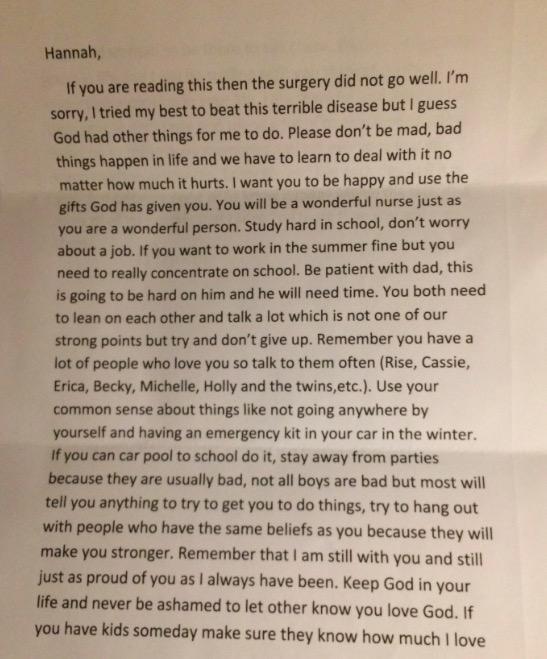 Hannah,
If you are reading this then the surgery did not go well. I'm
sorry, I tried my best to beat this terrible disease but I guess
God had other things for me to do. Please don't be mad, bad
things happen in life and we have to learn to deal with it no
matter how much it hurts. I want you to be happy and use the
gifts God has given you. You will be a wonderful nurse just as
you are a wonderful person. Study hard in school, don't worry
about a job. If you want to work in the summer fine but you
need to really concentrate on school. Be patient with dad, this
is going to be hard on him and he will need time. You both need
to lean on each other and talk a lot which is not one of our
strong points but try and don't give up. Remember you have a
lot of people who love you so talk to them often (Rise, Cassie,
Erica, Becky, Michelle, Holly and the twins,etc.). Use your
common sense about things like not going anywhere by
yourself and having an emergency kit in your car in the winter.
If you can car pool to school do it, stay away from parties
because they are usually bad, not all boys are bad but most will
tell you anything to try to get you to do things, try to hang out
with people who have the same beliefs as you because they will
make you stronger. Remember that I am still with you and still
just as proud of you as I always have been. Keep God in your
life and never be ashamed to let other know you love God. If
you have kids someday make sure they know how much I love